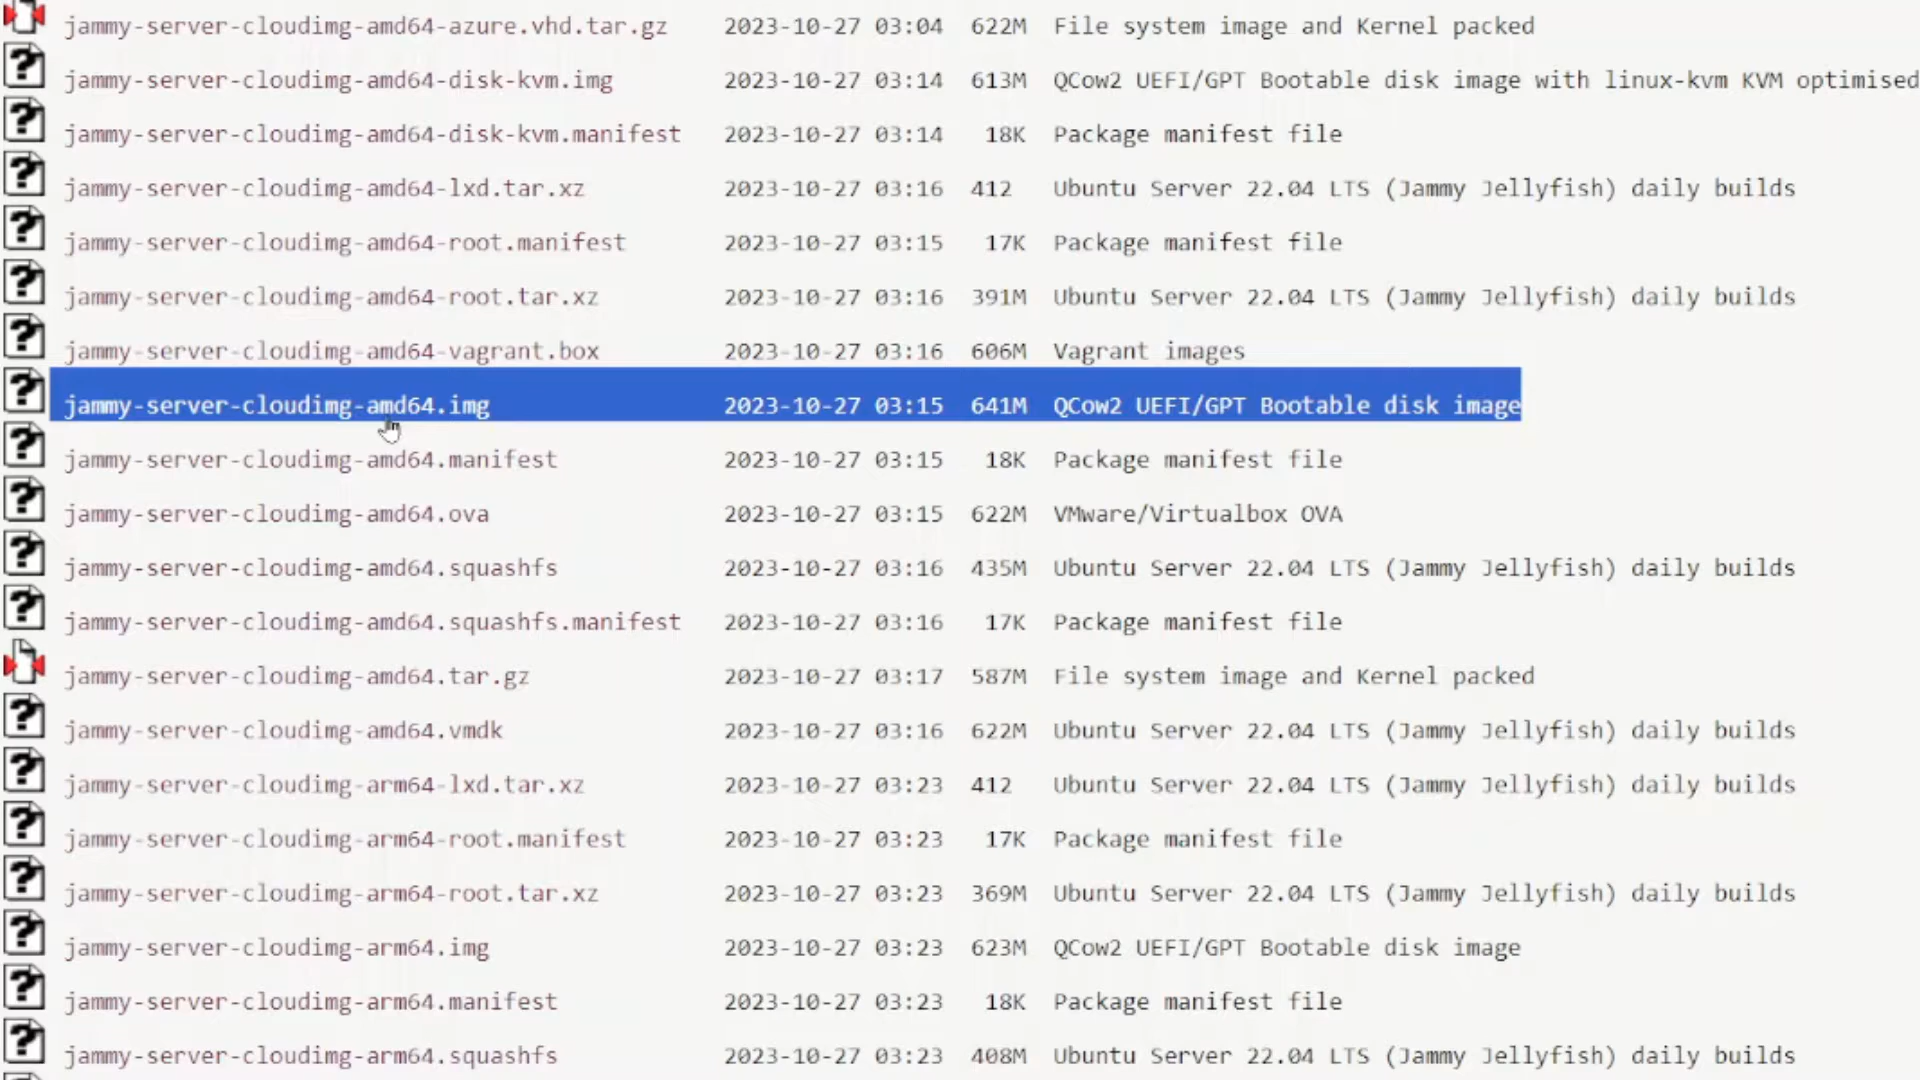 jammy-server-cloudimg-amd64-azure.vhd.tar.gz 2023-10-27 03:04 622M File system image and Kernel packed
jammy-server-cloudimg-amd64-disk-kvm.img 2023-10-27 03:14 613M QCow2 UEFI/GPT Bootable disk image with linux-kvm KVM optimised
jammy-server-cloudimg-amd64-disk-kvm.manifest 2023-10-27 03:14 18K Package manifest file
jammy-server-cloudimg-amd64-lxd.tar.xz 2023-10-27 03:16 412 Ubuntu Server 22.04 LTS (Jammy Jellyfish) daily builds
jammy-server-cloudimg-amd64-root.manifest 2023-10-27 03:15 17K Package manifest file
jammy-server-cloudimg-amd64-root.tar.xz 2023-10-27 03:16 391M Ubuntu Server 22.04 LTS (Jammy Jellyfish) daily builds
jammy-server-cloudimg-amd64-vagrant.box 2023-10-27 03:16 606M Vagrant images
jammy-server-cloudimg-amd64.img 2023-10-27 03:15 641M QCow2 UEFI/GPT Bootable disk image
jammy-server-cloudimg-amd64.manifest 2023-10-27 03:15 18K Package manifest file
jammy-server-cloudimg-amd64.ova 2023-10-27 03:15 622M VMware/Virtualbox OVA
jammy-server-cloudimg-amd64.squashfs 2023-10-27 03:16 435M Ubuntu Server 22.04 LTS (Jammy Jellyfish) daily builds
jammy-server-cloudimg-amd64.squashfs.manifest 2023-10-27 03:16 17K Package manifest file
jammy-server-cloudimg-amd64.tar.gz 2023-10-27 03:17 587M File system image and Kernel packed
jammy-server-cloudimg-amd64.vmdk 2023-10-27 03:16 622M Ubuntu Server 22.04 LTS (Jammy Jellyfish) daily builds
jammy-server-cloudimg-arm64-lxd.tar.xz 2023-10-27 03:23 412 Ubuntu Server 22.04 LTS (Jammy Jellyfish) daily builds
jammy-server-cloudimg-arm64-root.manifest 2023-10-27 03:23 17K Package manifest file
jammy-server-cloudimg-arm64-root.tar.xz 2023-10-27 03:23 369M Ubuntu Server 22.04 LTS (Jammy Jellyfish) daily builds
jammy-server-cloudimg-arm64.img 2023-10-27 03:23 623M QCow2 UEFI/GPT Bootable disk image
jammy-server-cloudimg-arm64.manifest 2023-10-27 03:23 18K Package manifest file
jammy-server-cloudimg-arm64.squashfs 2023-10-27 03:23 408M Ubuntu Server 22.04 LTS (Jammy Jellyfish) daily builds